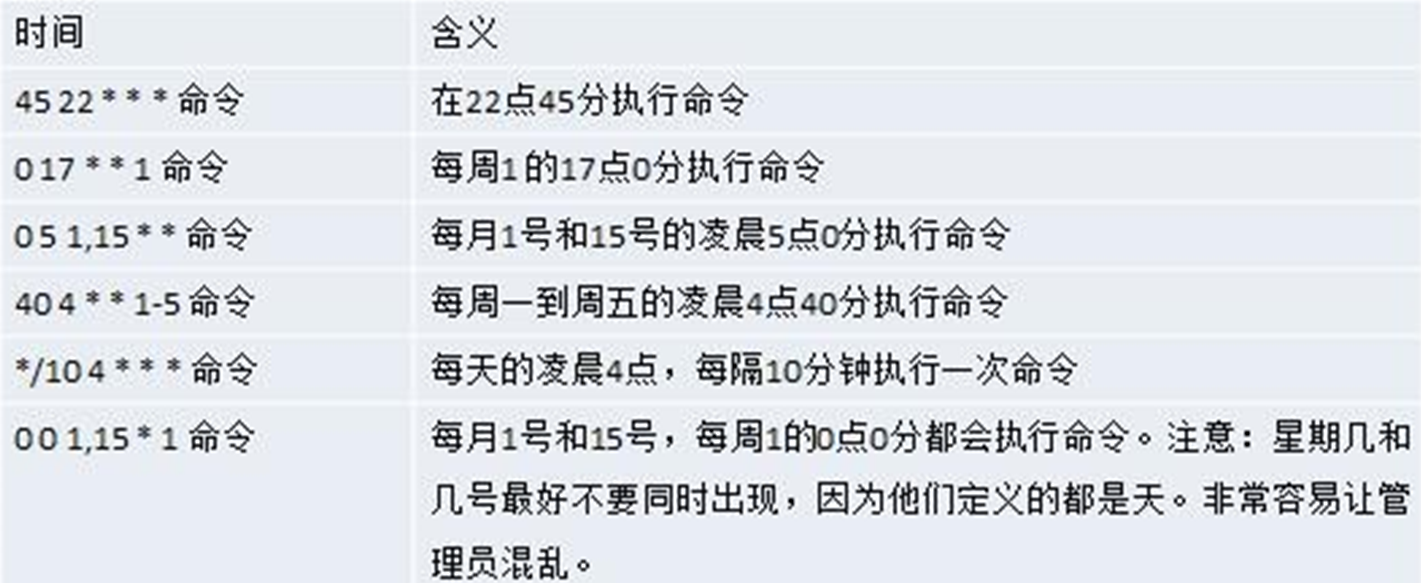 时间 含义
45 22 * * * 命令 在22点45分执行命令
0 17 * * 1 命令 每周1的17点0分执行命令
0 5 1,15 * * 命令 每月1号和15号的凌晨5点0分执行命令
40 4 * * 1-5 命令 每周一到周五的凌晨4点40分执行命令
*/10 4 * * * 命令 每天的凌晨4点，每隔10分钟执行一次命令
0 0 1,15 * 1 命令 每月1号和15号，每周1的0点0分都会执行命令。注意：星期几和
几号最好不要同时出现，因为他们定义的都是天。非常容易让管
理员混乱。